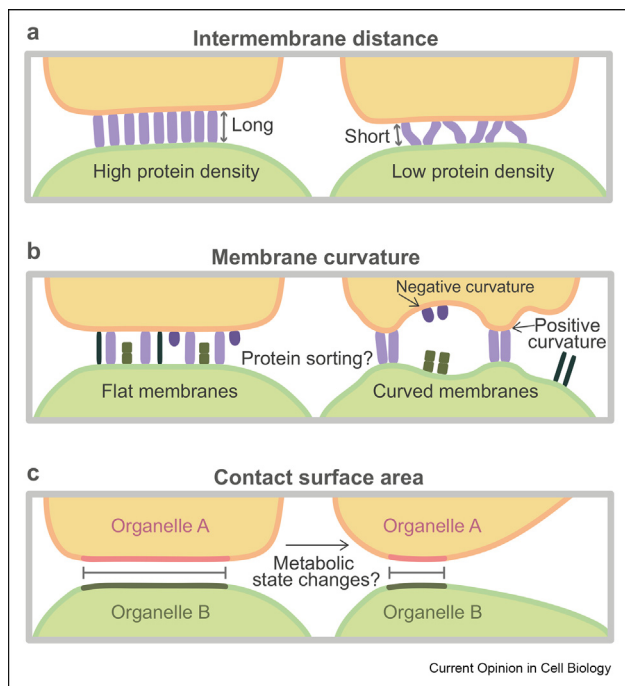 a
Intermembrane distance
Long
High protein density
Short
Low protein density
b
Membrane curvature
Negative curvature
Positive
curvature
Protein sorting?
Flat membranes
Curved membranes
c
Contact surface area
Organelle A
Organelle A
Metabolic
state changes?
Organelle B
Organelle B
Current Opinion in Cell Biology